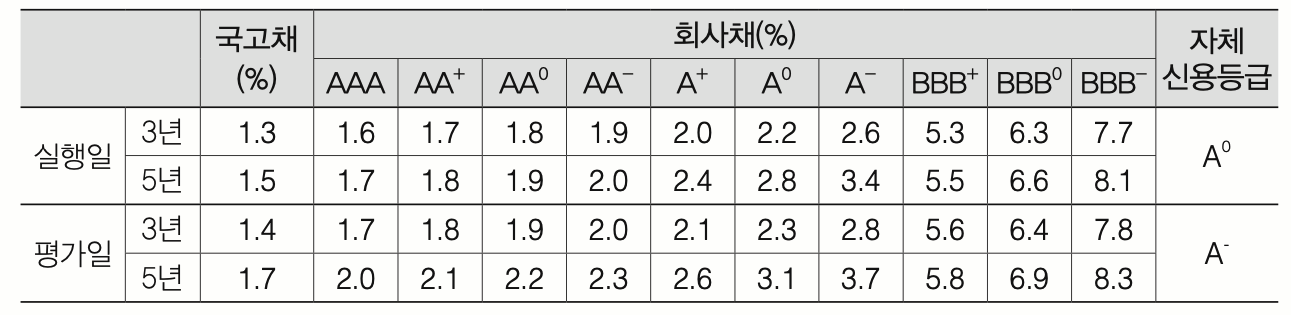 국고채 (%) 회사채(%) 자체 신용등급
AAA AA⁺ AA⁰ AA⁻ A⁺ A⁰ A⁻ BBB⁺ BBB⁰ BBB⁻
실행일 3년 1.3 1.6 1.7 1.8 1.9 2.0 2.2 2.6 5.3 6.3 7.7 A⁰
5년 1.5 1.7 1.8 1.9 2.0 2.4 2.8 3.4 5.5 6.6 8.1
평가일 3년 1.4 1.7 1.8 1.9 2.0 2.1 2.3 2.8 5.6 6.4 7.8 A⁻
5년 1.7 2.0 2.1 2.2 2.3 2.6 3.1 3.7 5.8 6.9 8.3